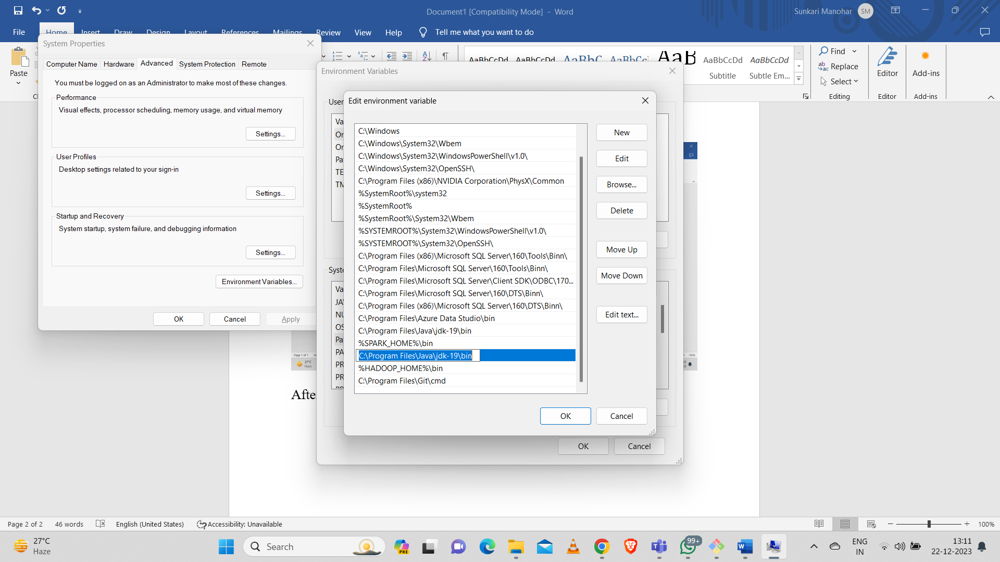 Document1 [Compatibility Mode] - Word
Sunkari Manohar
SM
File
Home
Insert
Draw
Design
Layout
References
Mailings
Review
View
Help
Tell me what you want to do
Paste
AaBbCcDd
AaBbCcDd
AaBbC
AaBbCc
AaB
AaBbCcDd
AaBbCcDd
Subtitle
Subtle Em...
Find
Replace
Select
Editing
Editor
Editor
Add-ins
Add-ins
System Properties
Computer Name
Hardware
Advanced
System Protection
Remote
You must be logged on as an Administrator to make most of these changes.
Performance
Visual effects, processor scheduling, memory usage, and virtual memory
Settings...
User Profiles
Desktop settings related to your sign-in
Settings...
Startup and Recovery
System startup, system failure, and debugging information
Settings...
Environment Variables...
OK
Cancel
Apply
Environment Variables
User
Va
On
On
Pa
TE
TM
Syste
Va
JA
NU
OS
Pa
PA
PR
PR
OK
Cancel
Edit environment variable
C:\Windows
C:\Windows\System32\Wbem
C:\Windows\System32\WindowsPowerShell\v1.0\
C:\Windows\System32\OpenSSH\
C:\Program Files (x86)\NVIDIA Corporation\PhysX\Common
%SystemRoot%\system32
%SystemRoot%
%SystemRoot%\System32\Wbem
%SYSTEMROOT%\System32\WindowsPowerShell\v1.0\
%SYSTEMROOT%\System32\OpenSSH\
C:\Program Files (x86)\Microsoft SQL Server\160\Tools\Binn\
C:\Program Files\Microsoft SQL Server\160\Tools\Binn\
C:\Program Files\Microsoft SQL Server\Client SDK\ODBC\170...
C:\Program Files\Microsoft SQL Server\160\DTS\Binn\
C:\Program Files (x86)\Microsoft SQL Server\160\DTS\Binn\
C:\Program Files\Azure Data Studio\bin
C:\Program Files\Java\jdk-19\bin
%SPARK_HOME%\bin
C:\Program Files\Java\jdk-19\bin
%HADOOP_HOME%\bin
C:\Program Files\Git\cmd
New
Edit
Browse...
Delete
Move Up
Move Down
Edit text...
OK
Cancel
Page 1 of 1
27°C
Haze
Afte
Page 2 of 2
46 words
English (United States)
Accessibility: Unavailable
100%
27°C
Haze
Search
PRE
99+
ENG
IN
13:11
22-12-2023